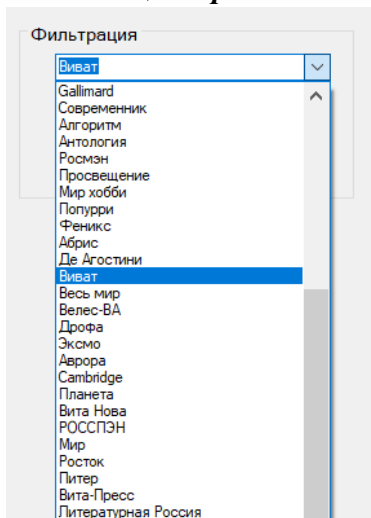 Фильтрация
Виват
Gallimard
Современник
Алгоритм
Антология
Росмэн
Просвещение
Мир хобби
Попурри
Феникс
Абрис
Де Агостини
Виват
Весь мир
Велес-ВА
Дрофа
Эксмо
Аврора
Cambridge
Планета
Вита Нова
РОССПЭН
Мир
Росток
Питер
Вита-Пресс
Литературная Россия